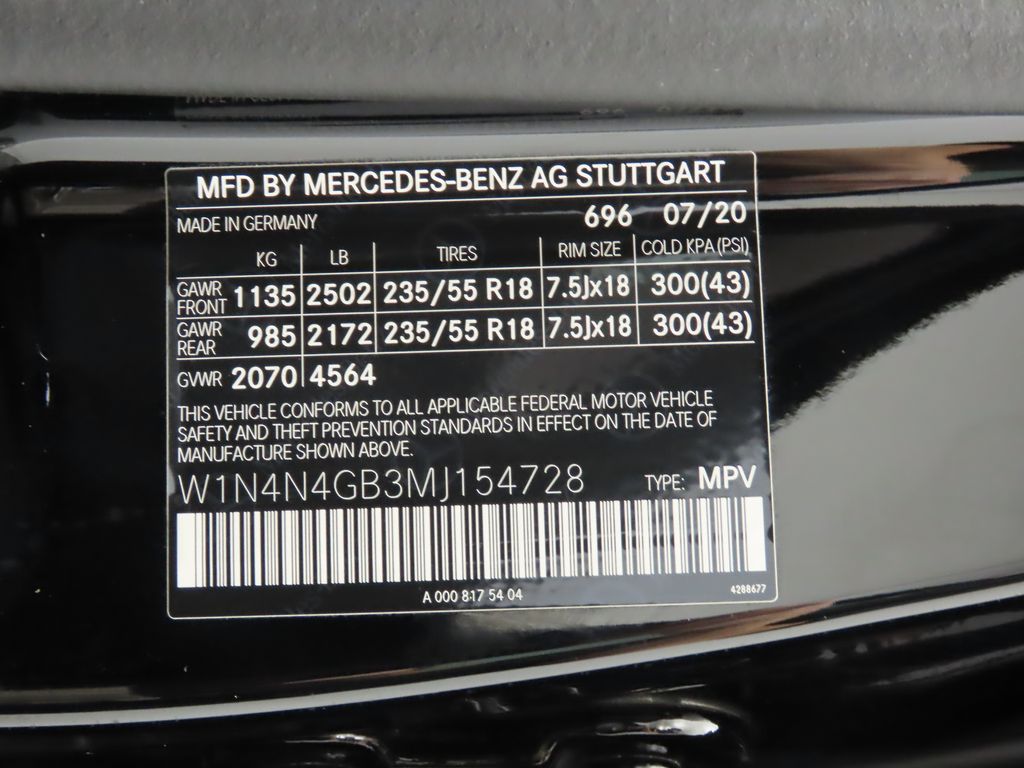 MFD BY MERCEDES-BENZ AG STUTTGART
MADE IN GERMANY 696 07/20
KG LB TIRES RIM SIZE COLD KPA (PSI)
GAWR FRONT 1135 2502 235/55 R18 7.5Jx18 300(43)
GAWR REAR 985 2172 235/55 R18 7.5Jx18 300(43)
GVWR 2070 4564
THIS VEHICLE CONFORMS TO ALL APPLICABLE FEDERAL MOTOR VEHICLE
SAFETY AND THEFT PREVENTION STANDARDS IN EFFECT ON THE DATE OF
MANUFACTURE SHOWN ABOVE.
W1N4N4GB3MJ154728 TYPE: MPV
A 000 817 54 04 4288677